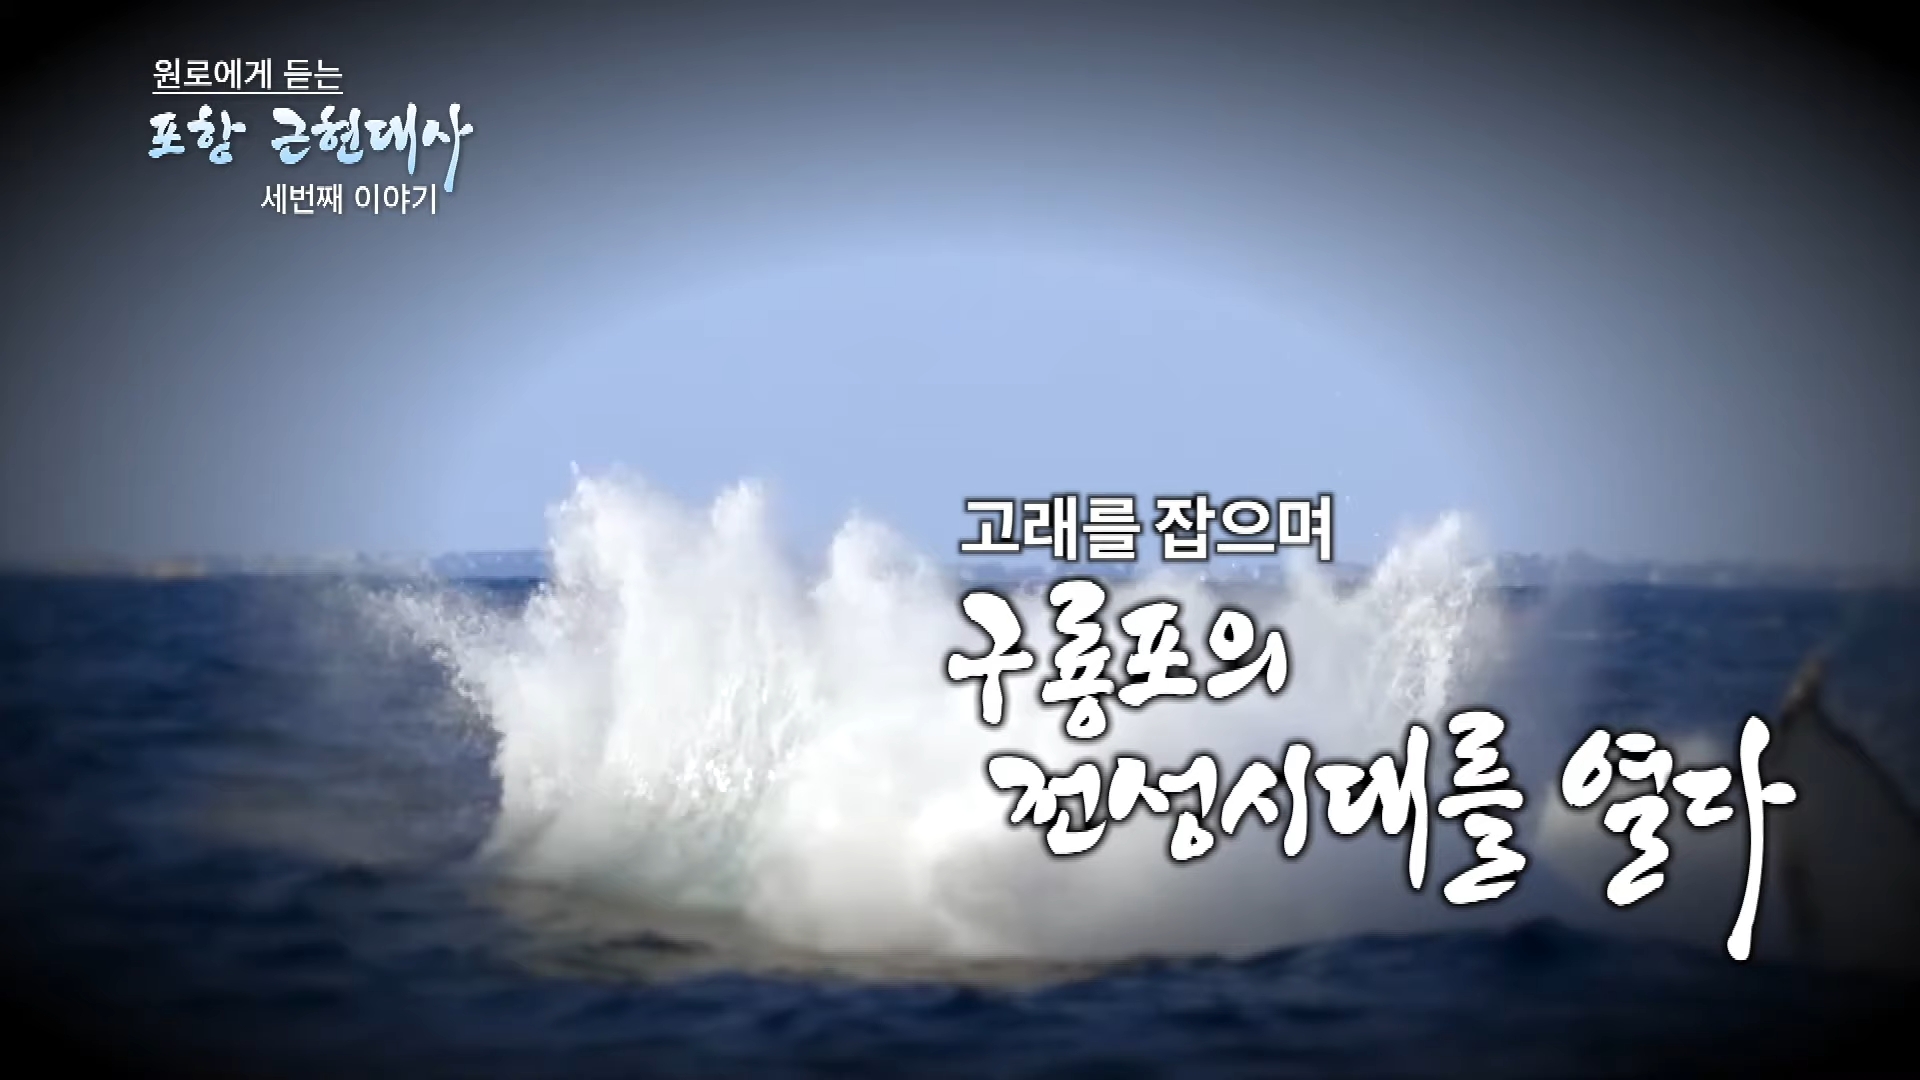 원로에게 듣는
포항 근현대사
세번째 이야기
고래를 잡으며
구룡포의
전성시대를 열다